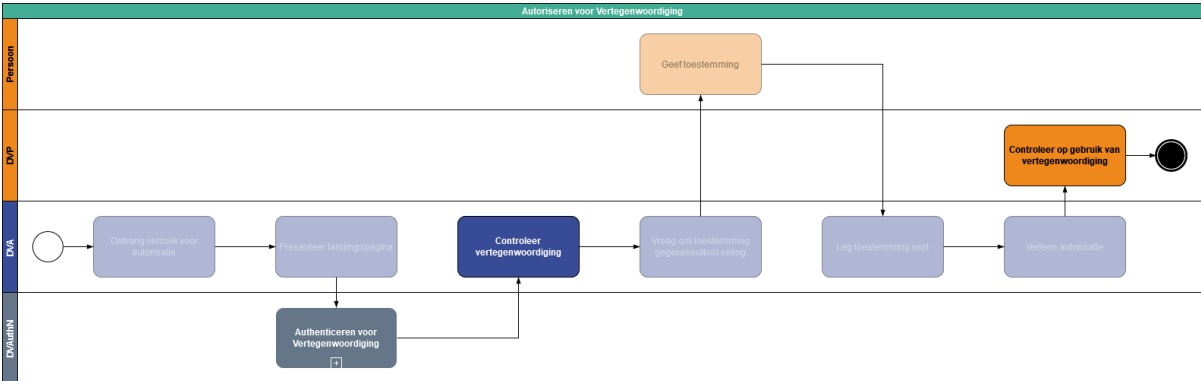 Autoriseren voor Vertegenwoordiging
Persoon
Geef toestemming
DVP
Controleer op gebruik van
vertegenwoordiging
DVA
Ontvang verzoek voor
autorisatie
Presenteer landingspagina
Controleer
vertegenwoordiging
Vraag om toestemming
gegevensuitwisseling
Leg toestemming vast
Verleen autorisatie
DVAuthN
Authenticeren voor
Vertegenwoordiging